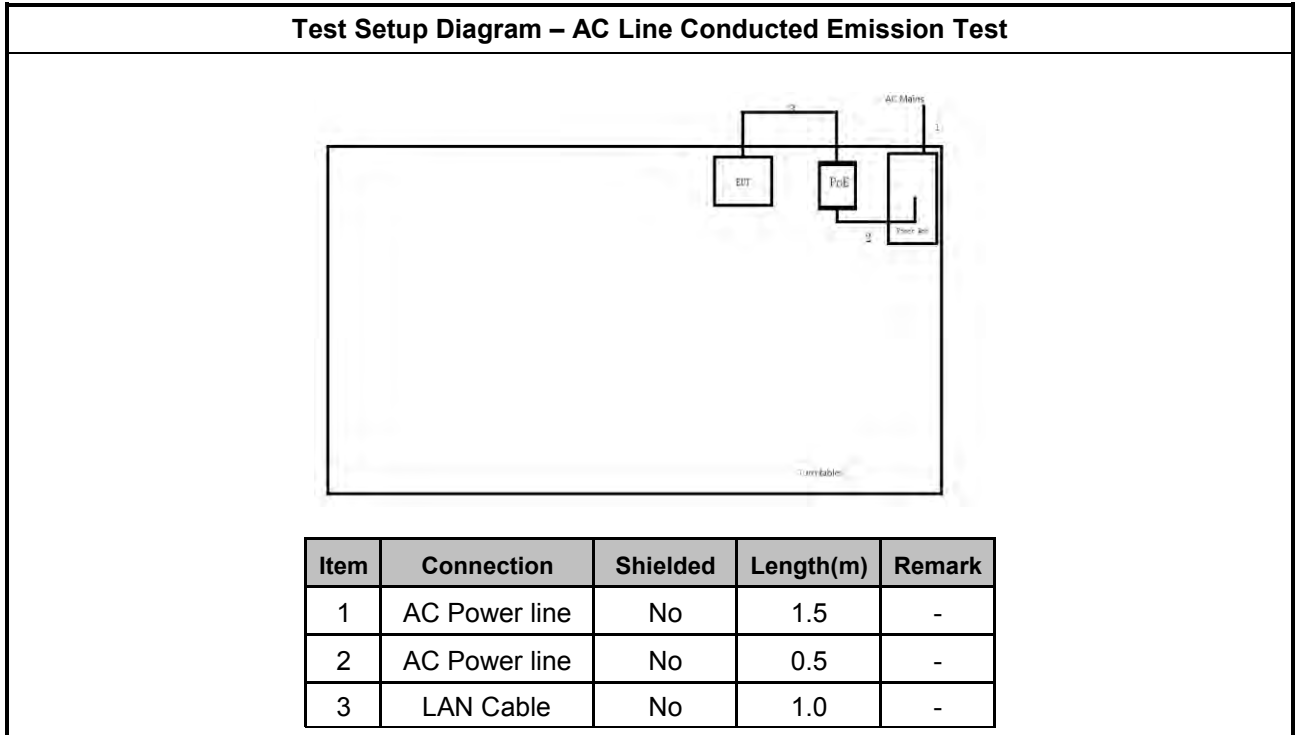 Test Setup Diagram – AC Line Conducted Emission Test
AC Mains
3
1
EUT
PoE
2
Item Connection Shielded Length(m) Remark
1 AC Power line No 1.5 -
2 AC Power line No 0.5 -
3 LAN Cable No 1.0 -